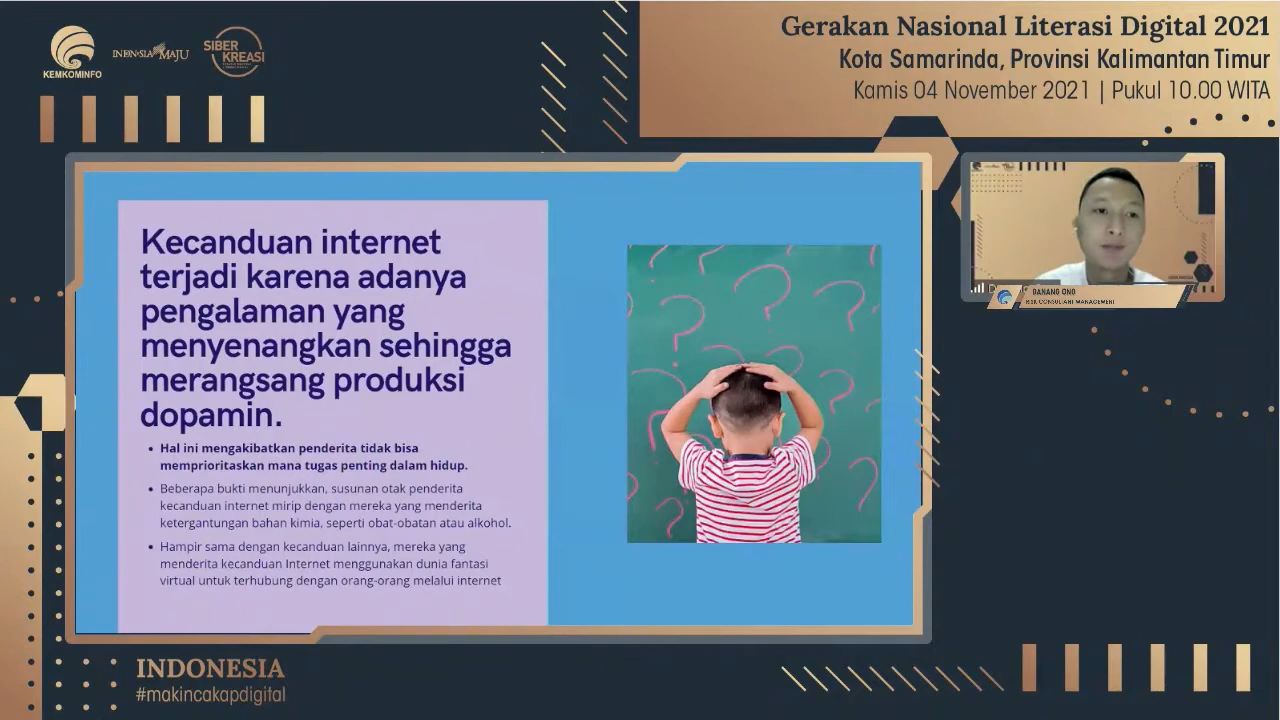 KEMKOMINFO
INDONESIA MAJU
SIBER
KREASI
Gerakan Nasional Literasi Digital 2021
Kota Samarinda, Provinsi Kalimantan Timur
Kamis 04 November 2021 | Pukul 10.00 WITA
Kecanduan internet
terjadi karena adanya
pengalaman yang
menyenangkan sehingga
merangsang produksi
dopamin.
• Hal ini mengakibatkan penderita tidak bisa
memprioritaskan mana tugas penting dalam hidup.
• Beberapa bukti menunjukkan, susunan otak penderita
kecanduan internet mirip dengan mereka yang menderita
ketergantungan bahan kimia, seperti obat-obatan atau alkohol.
• Hampir sama dengan kecanduan lainnya, mereka yang
menderita kecanduan Internet menggunakan dunia fantasi
virtual untuk terhubung dengan orang-orang melalui internet
DANANG ONO
RISK CONSULTANT MANAGEMENT
INDONESIA
#makincakapdigital